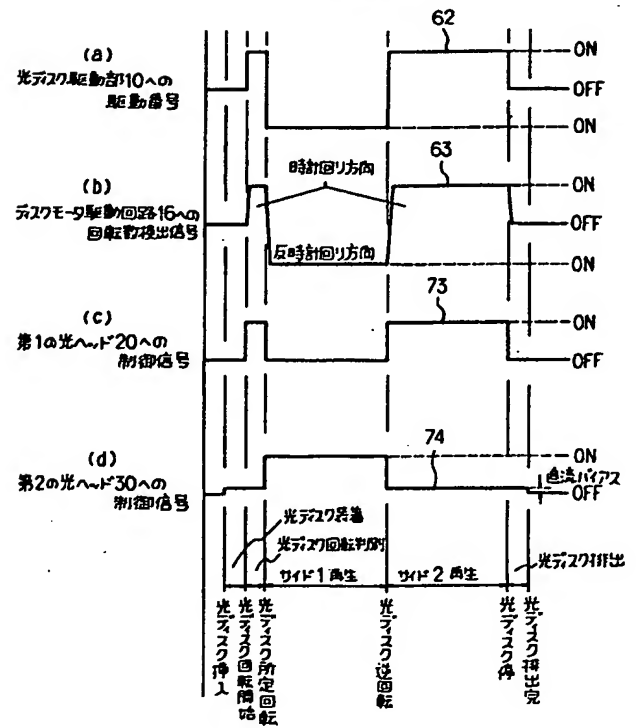 (a)
光ディスク駆動部10への
駆動番号
62
ON
OFF
ON
(b)
ディスクモータ駆動回路16への
回転数検出信号
時計回り方向
反時計回り方向
63
ON
OFF
ON
(c)
第1の光ヘッド20への
制御信号
73
ON
OFF
(d)
第2の光ヘッド30への
制御信号
74
ON
直流バイアス
OFF
光ディスク装着
光ディスク回転判別
サイド1再生
サイド2再生
光ディスク排出
光ディスク挿入
光ディスク回転開始
光ディスク所定回転
光ディスク逆回転
光ディスク停
光ディスク排出完